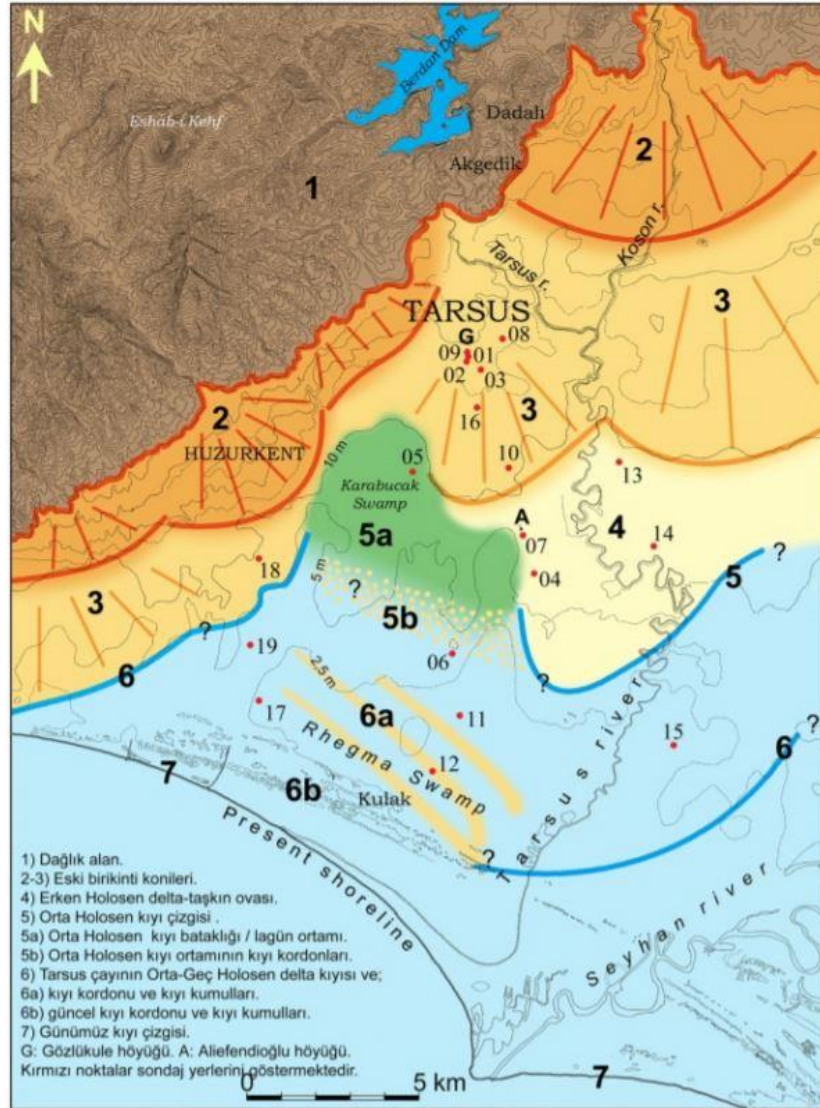 N
Berdan Dam
Eshâb-i Kehf
Dadah
Akgedik
1
2
Koson r.
Tarsus r.
TARSUS
3
G
08
09
01
02
03
16
3
2
HUZURKENT
10 m
05
10
13
Karabucak
Swamp
A
07
4
14
5a
04
18
5 m
?
5b
5
?
3
?
19
06
?
6
2,5 m
6a
11
Rhegma Swamp
17
12
15
6
?
7
6b
Kulak
?
Tarsus river
Present shoreline
Seyhan river
1) Dağlık alan.
2-3) Eski birikinti konileri.
4) Erken Holosen delta-taşkın ovası.
5) Orta Holosen kıyı çizgisi .
5a) Orta Holosen kıyı bataklığı / lagün ortamı.
5b) Orta Holosen kıyı ortamının kıyı kordonları.
6) Tarsus çayının Orta-Geç Holosen delta kıyısı ve;
6a) kıyı kordonu ve kıyı kumulları.
6b) güncel kıyı kordonu ve kıyı kumulları.
7) Günümüz kıyı çizgisi.
G: Gözlükule höyüğü. A: Aliefendioğlu höyüğü.
Kırmızı noktalar sondaj yerlerini göstermektedir.
0 5 km
7